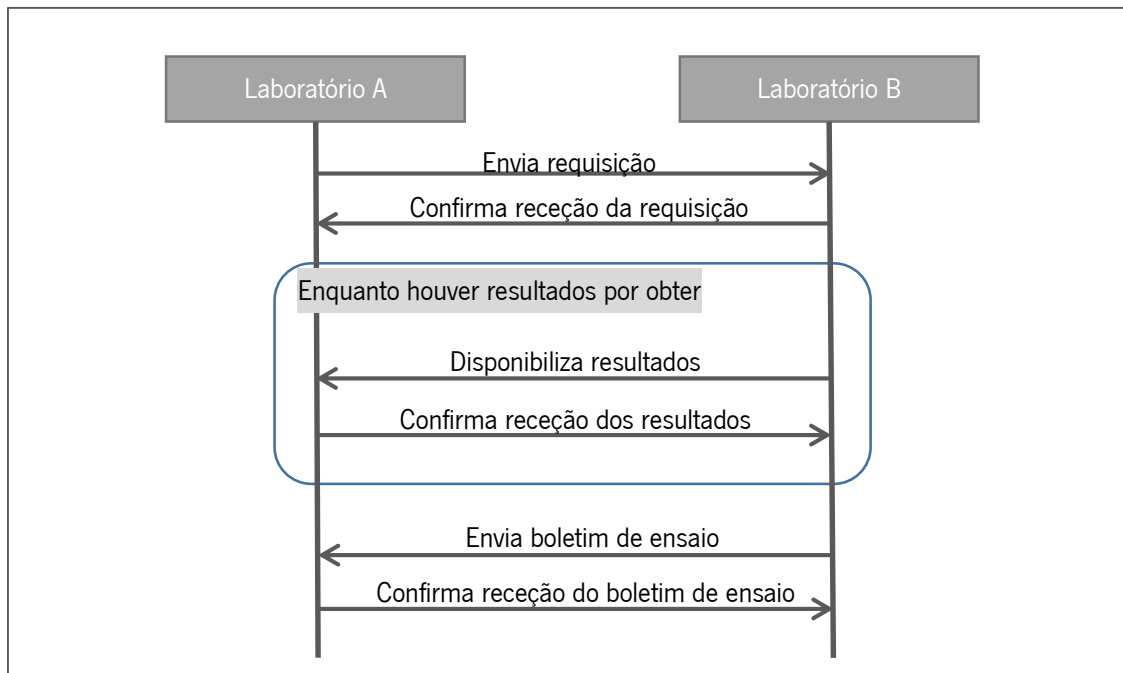 Laboratório A
Laboratório B
Envia requisição
Confirma receção da requisição
Enquanto houver resultados por obter
Disponibiliza resultados
Confirma receção dos resultados
Envia boletim de ensaio
Confirma receção do boletim de ensaio